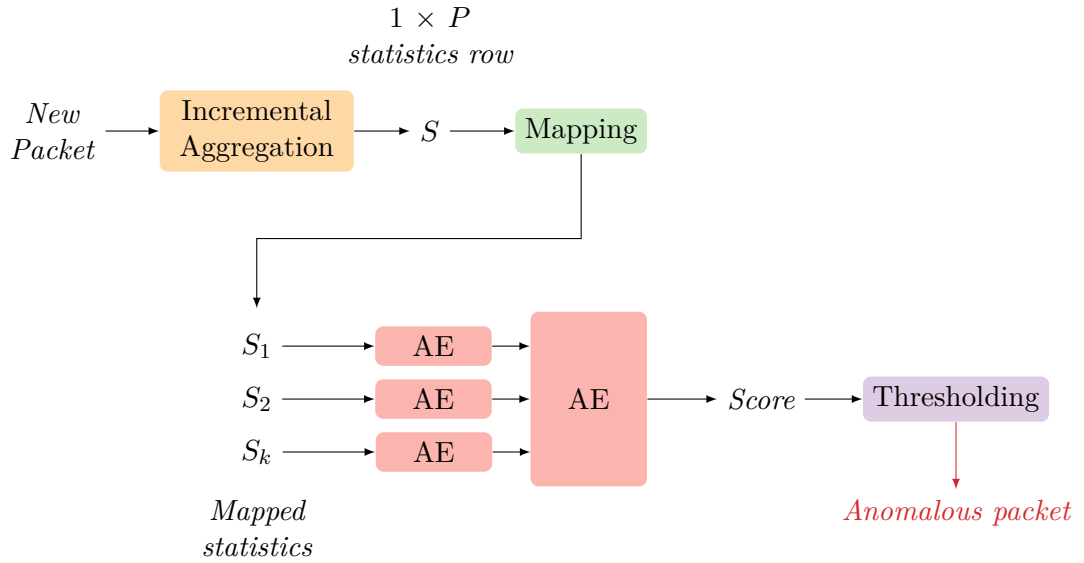 1 × P
statistics row
New
Packet
Incremental
Aggregation
S
Mapping
S₁
AE
S₂
AE
Sₖ
AE
AE
Score
Thresholding
Mapped
statistics
Anomalous packet